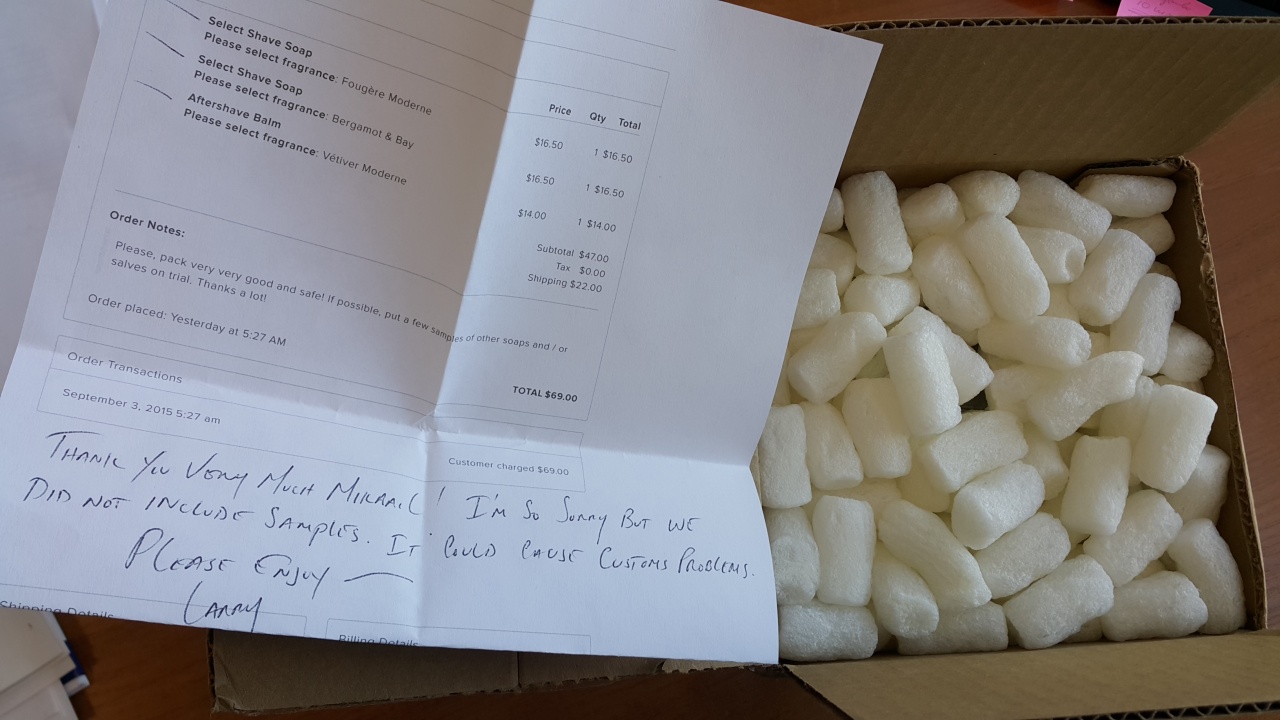 Select Shave Soap
Please select fragrance: Fougère Moderne
Select Shave Soap
Please select fragrance: Bergamot & Bay
Aftershave Balm
Please select fragrance: Vétiver Moderne
Price Qty Total
$16.50 1 $16.50
$16.50 1 $16.50
$14.00 1 $14.00
Subtotal $47.00
Tax $0.00
Shipping $22.00
Order Notes:
Please, pack very very good and safe! If possible, put a few samples of other soaps and / or
salves on trial. Thanks a lot!
Order placed: Yesterday at 5:27 AM
TOTAL $69.00
Order Transactions
September 3, 2015 5:27 am
Customer charged $69.00
THANK YOU VERY MUCH MIKRAIL! I'M SO SORRY BUT WE
DID NOT INCLUDE SAMPLES. IT COULD CAUSE CUSTOMS PROBLEMS.
PLEASE ENJOY —
LARRY
Shipping Details
Billing Details